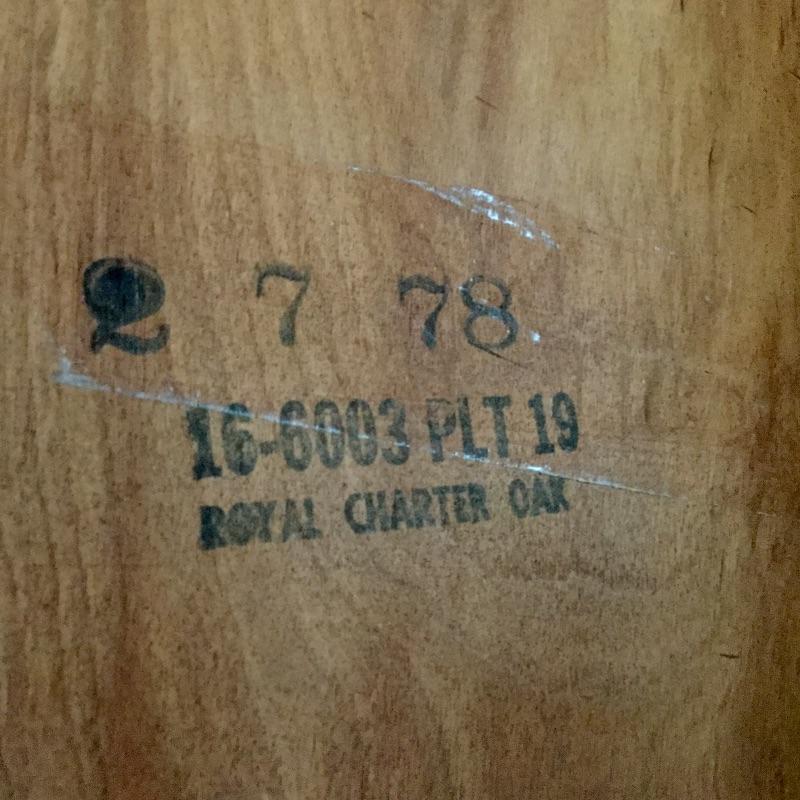 2 7 78
16-6003 PLT 19
ROYAL CHARTER OAK